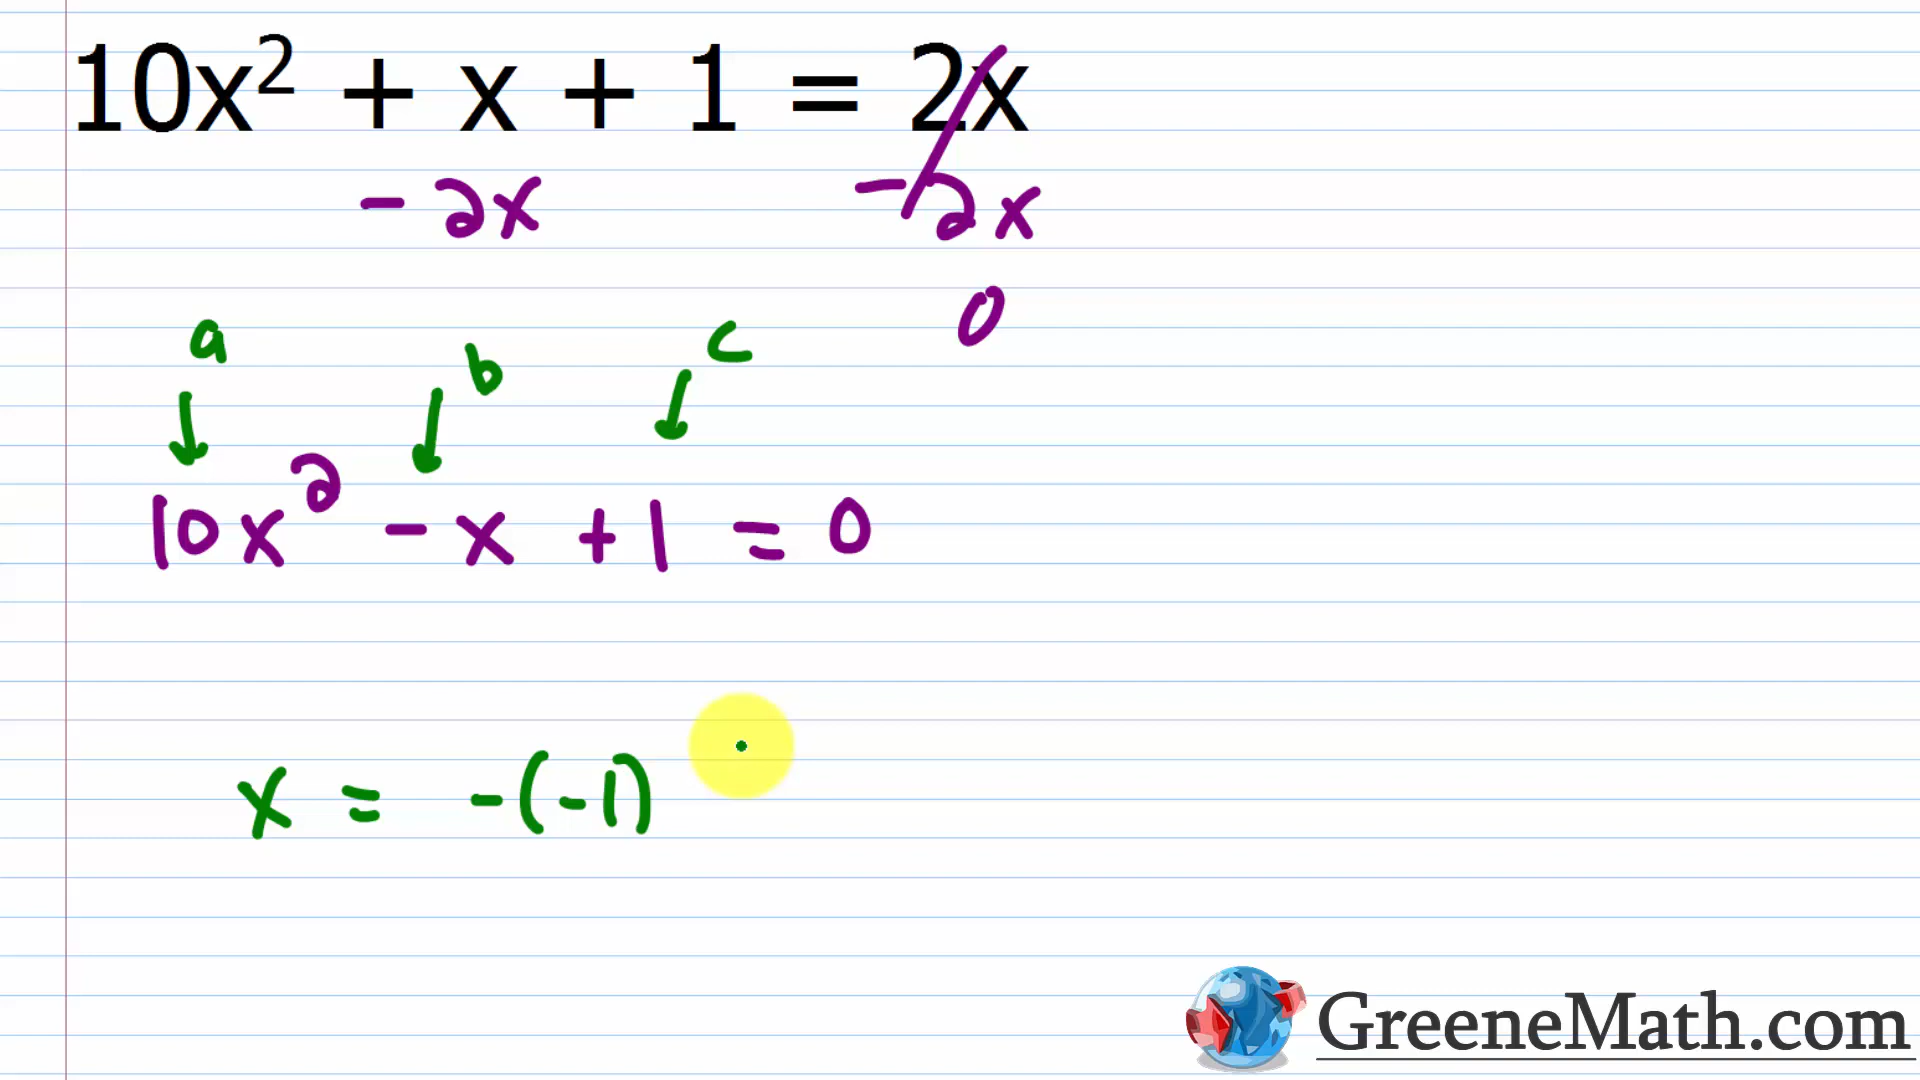 10x² + x + 1 = 2x
- 2x - 2x
0
a b c
10x² - x + 1 = 0
x = -(-1)
GreeneMath.com